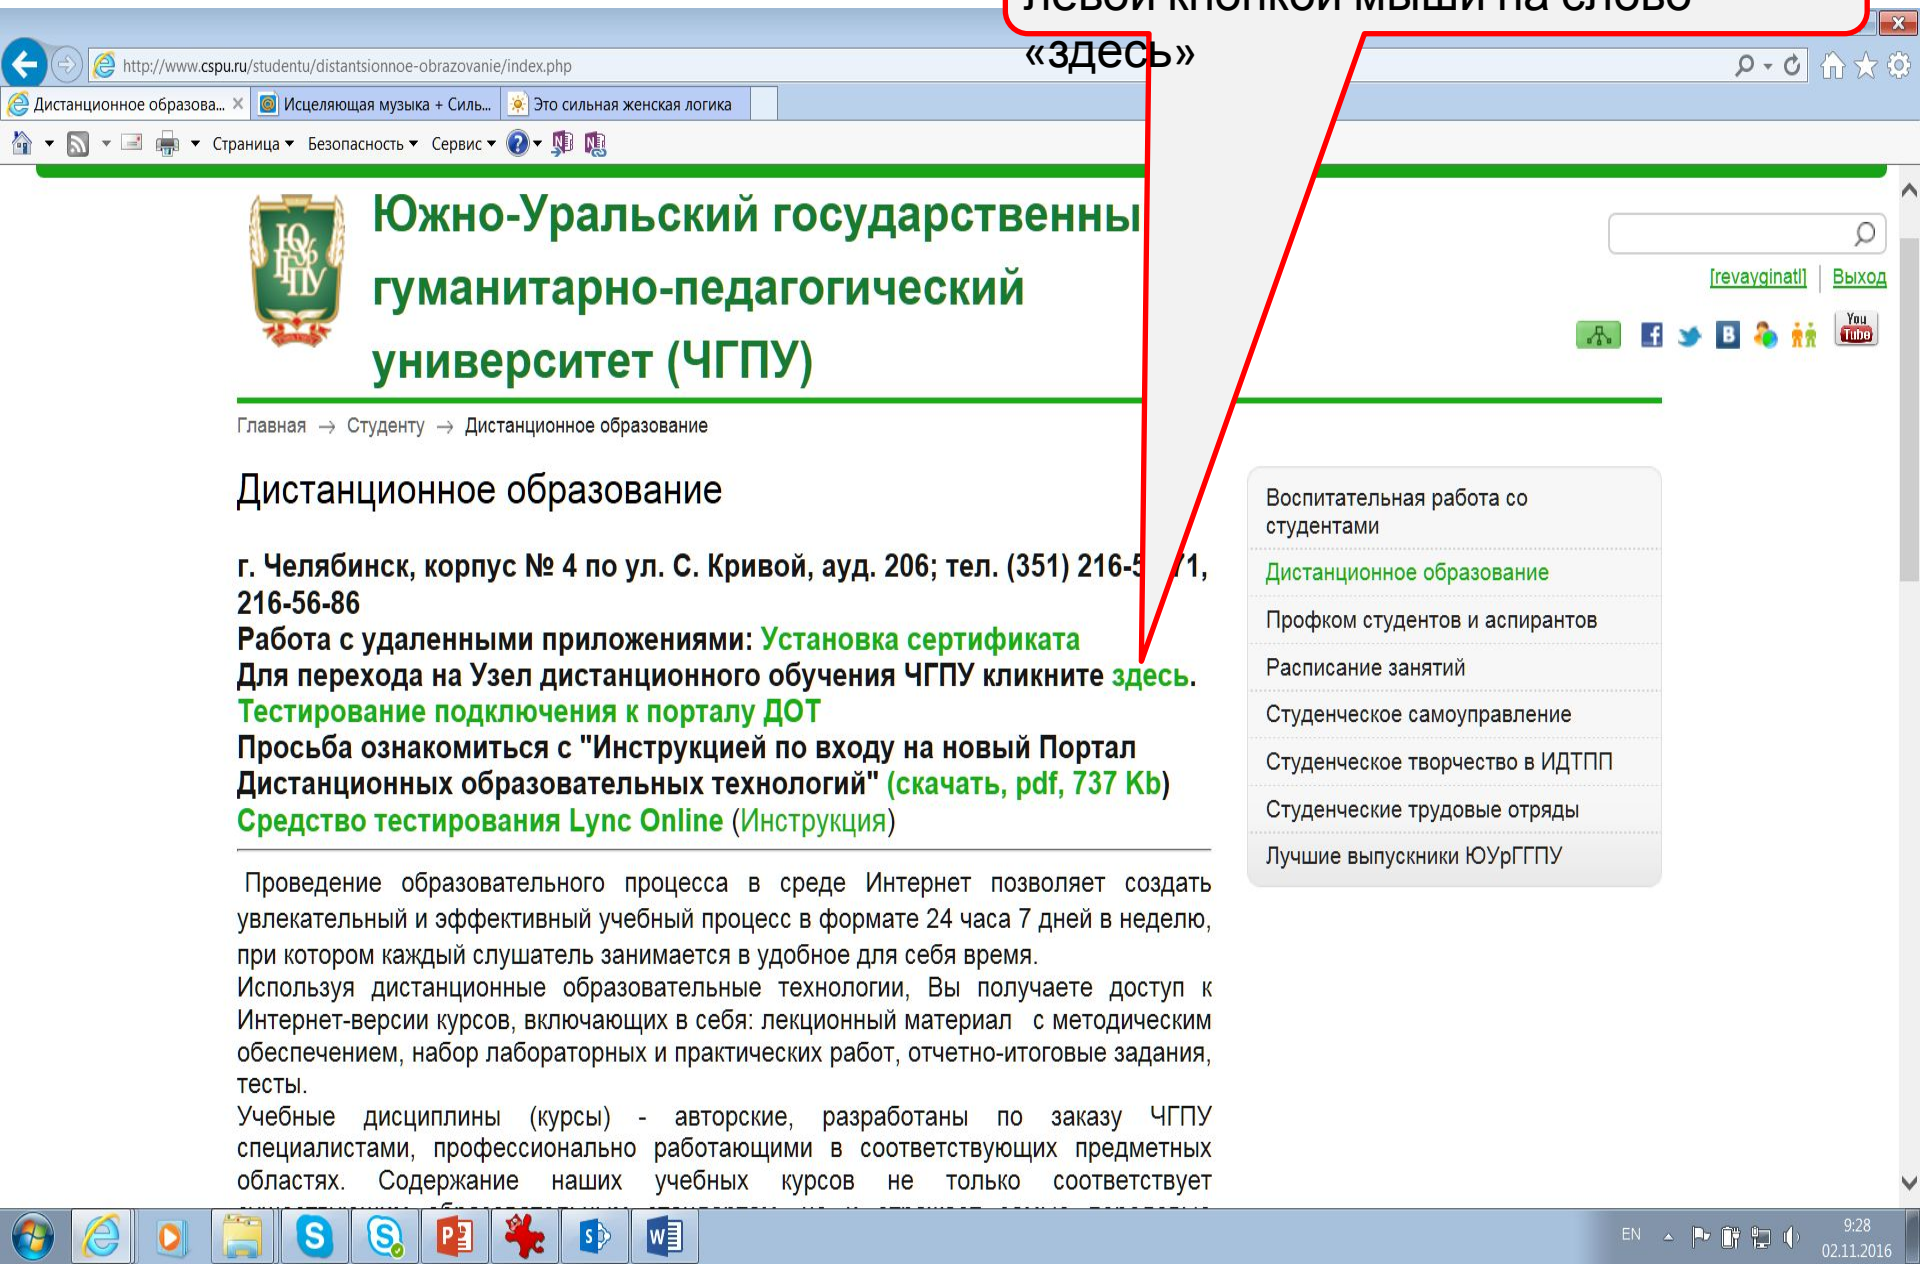 левой кнопкой мыши на слово
«здесь»
http://www.cspu.ru/studentu/distantsionnoe-obrazovanie/index.php
Дистанционное образова...
Исцеляющая музыка + Силь...
Это сильная женская логика
Страница
Безопасность
Сервис
Южно-Уральский государственны
гуманитарно-педагогический
университет (ЧГПУ)
[revayginatl]
Выход
You
Tube
Главная → Студенту → Дистанционное образование
Дистанционное образование
г. Челябинск, корпус № 4 по ул. С. Кривой, ауд. 206; тел. (351) 216-5 71,
216-56-86
Работа с удаленными приложениями: Установка сертификата
Для перехода на Узел дистанционного обучения ЧГПУ кликните здесь.
Тестирование подключения к порталу ДОТ
Просьба ознакомиться с "Инструкцией по входу на новый Портал
Дистанционных образовательных технологий" (скачать, pdf, 737 Kb)
Средство тестирования Lync Online (Инструкция)
Проведение образовательного процесса в среде Интернет позволяет создать
увлекательный и эффективный учебный процесс в формате 24 часа 7 дней в неделю,
при котором каждый слушатель занимается в удобное для себя время.
Используя дистанционные образовательные технологии, Вы получаете доступ к
Интернет-версии курсов, включающих в себя: лекционный материал с методическим
обеспечением, набор лабораторных и практических работ, отчетно-итоговые задания,
тесты.
Учебные дисциплины (курсы) - авторские, разработаны по заказу ЧГПУ
специалистами, профессионально работающими в соответствующих предметных
областях. Содержание наших учебных курсов не только соответствует
Воспитательная работа со
студентами
Дистанционное образование
Профком студентов и аспирантов
Расписание занятий
Студенческое самоуправление
Студенческое творчество в ИДТПП
Студенческие трудовые отряды
Лучшие выпускники ЮУрГГПУ
EN
9:28
02.11.2016